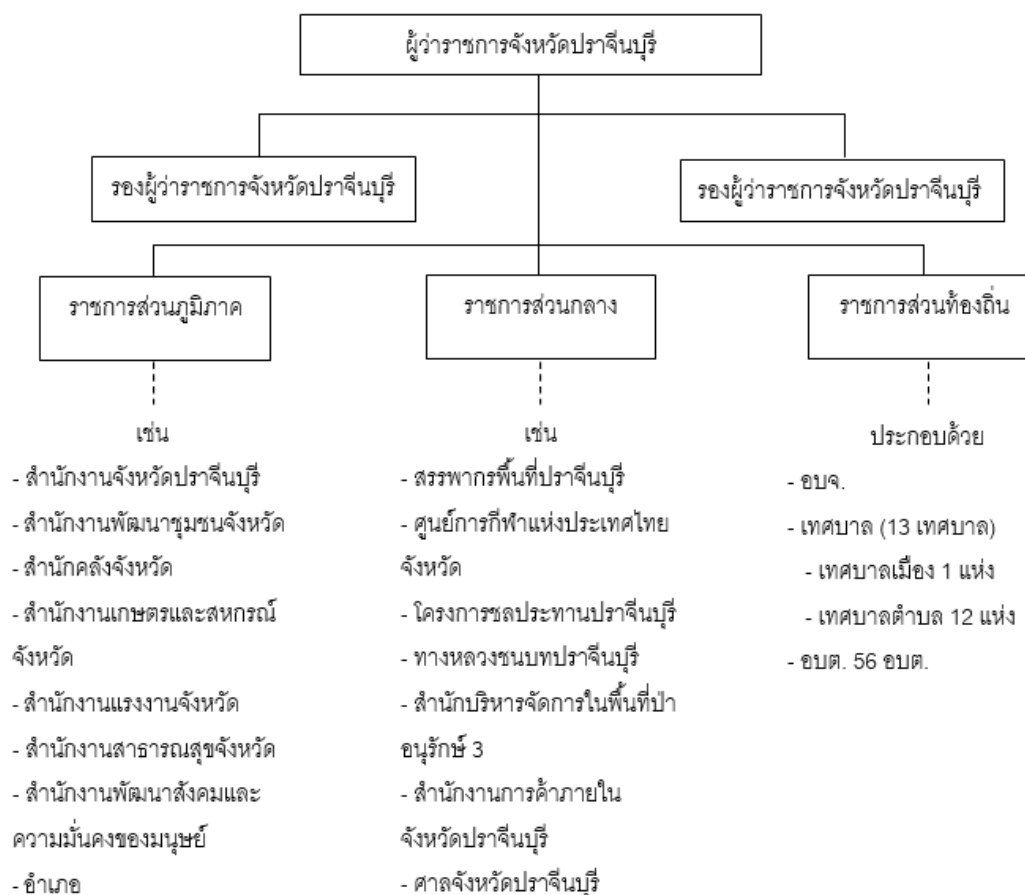 ผู้ว่าราชการจังหวัดปราจีนบุรี
รองผู้ว่าราชการจังหวัดปราจีนบุรี
รองผู้ว่าราชการจังหวัดปราจีนบุรี
ราชการส่วนภูมิภาค
ราชการส่วนกลาง
ราชการส่วนท้องถิ่น
เช่น
- สำนักงานจังหวัดปราจีนบุรี
- สำนักงานพัฒนาชุมชนจังหวัด
- สำนักคลังจังหวัด
- สำนักงานเกษตรและสหกรณ์
จังหวัด
- สำนักงานแรงงานจังหวัด
- สำนักงานสาธารณสุขจังหวัด
- สำนักงานพัฒนาสังคมและ
ความมั่นคงของมนุษย์
- อำเภอ
เช่น
- สรรพากรพื้นที่ปราจีนบุรี
- ศูนย์การกีฬาแห่งประเทศไทย
จังหวัด
- โครงการชลประทานปราจีนบุรี
- ทางหลวงชนบทปราจีนบุรี
- สำนักบริหารจัดการในพื้นที่ป่า
อนุรักษ์ 3
- สำนักงานการค้าภายใน
จังหวัดปราจีนบุรี
- ศาลจังหวัดปราจีนบุรี
ประกอบด้วย
- อบจ.
- เทศบาล (13 เทศบาล)
- เทศบาลเมือง 1 แห่ง
- เทศบาลตำบล 12 แห่ง
- อบต. 56 อบต.